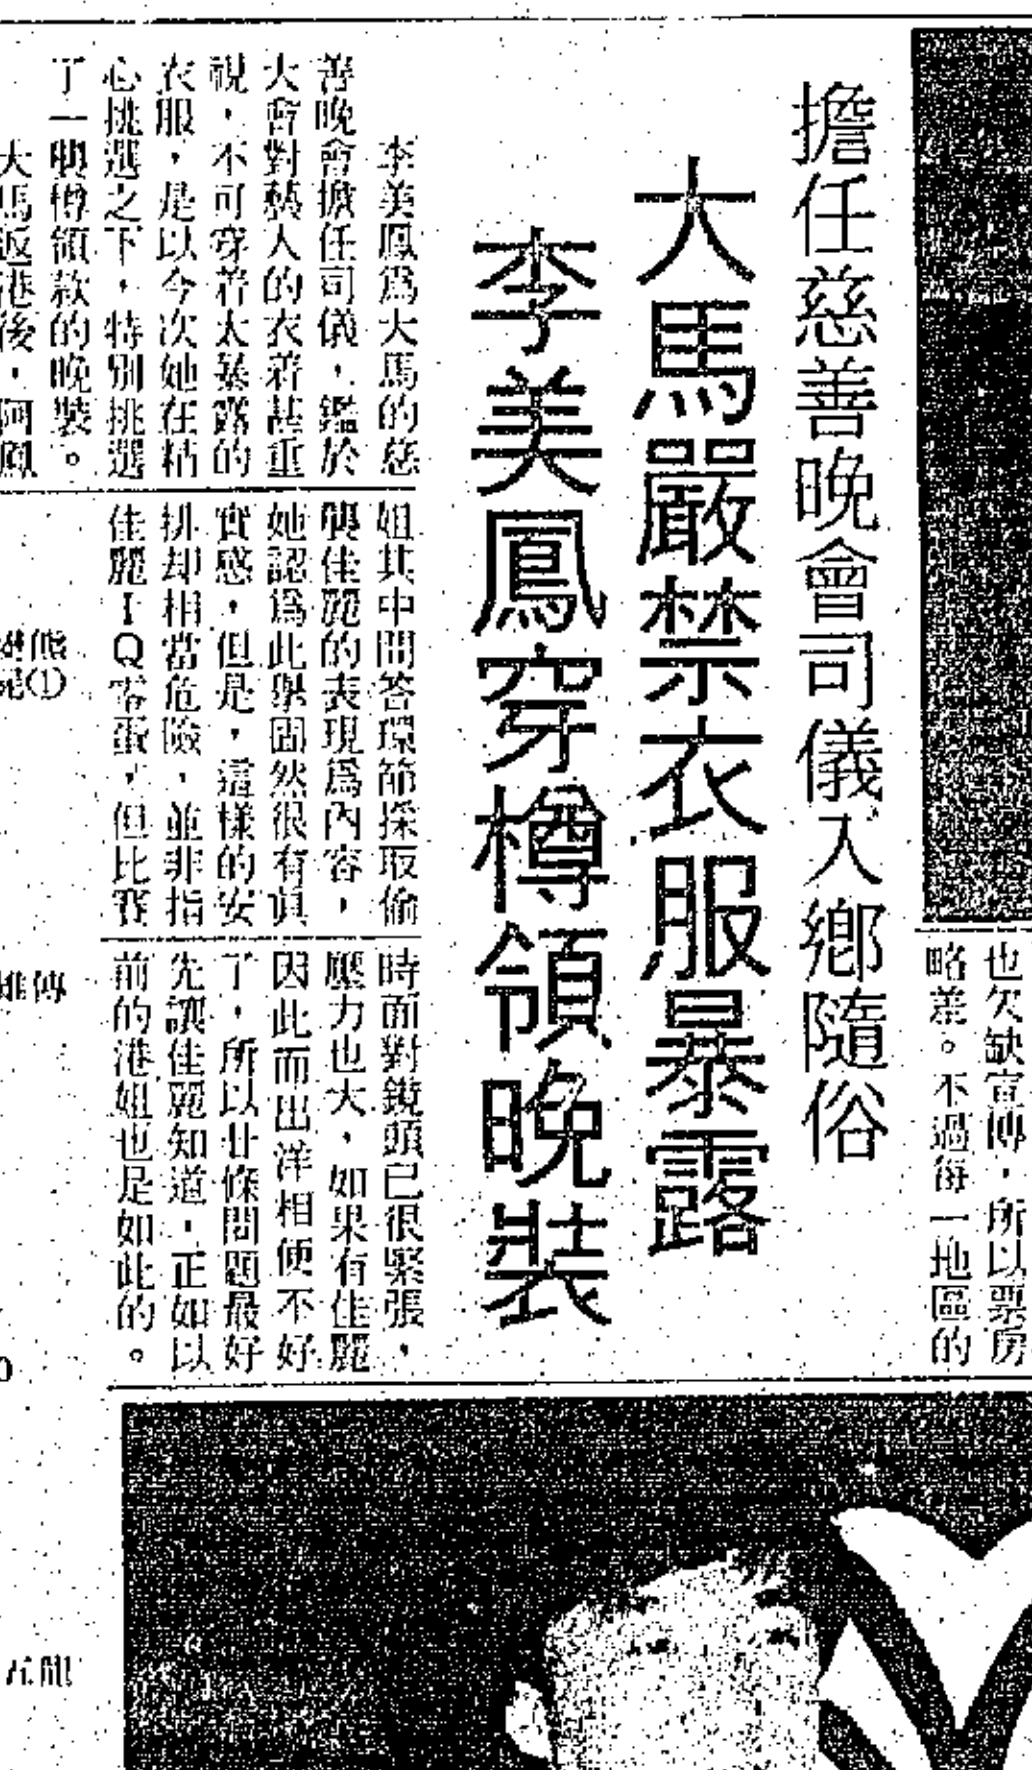 也欠缺宣傳，所以票房
略差。不過每一地區的
擔任慈善晚會司儀入鄉隨俗
大馬嚴禁衣服暴露
李美鳳穿樽領晚裝
李美鳳為大馬的慈
善晚會擔任司儀，鑑於
大會對藝人的衣着甚重
視，不可穿着太暴露的
衣服，是以今次她在精
心挑選之下，特別挑選
了一襲樽領款的晚裝。
大馬返港後，阿鳳
姐其中問答環節採取偷
襲佳麗的表現為內容，
她認為此舉固然很有真
實感，但是，這樣的安
排却相當危險，並非指
佳麗IQ零蛋，但比賽
時面對鏡頭已很緊張，
壓力也大，如果有佳麗
因此而出洋相便不好
了，所以廿條問題最好
先讓佳麗知道，正如以
前的港姐也是如此的。